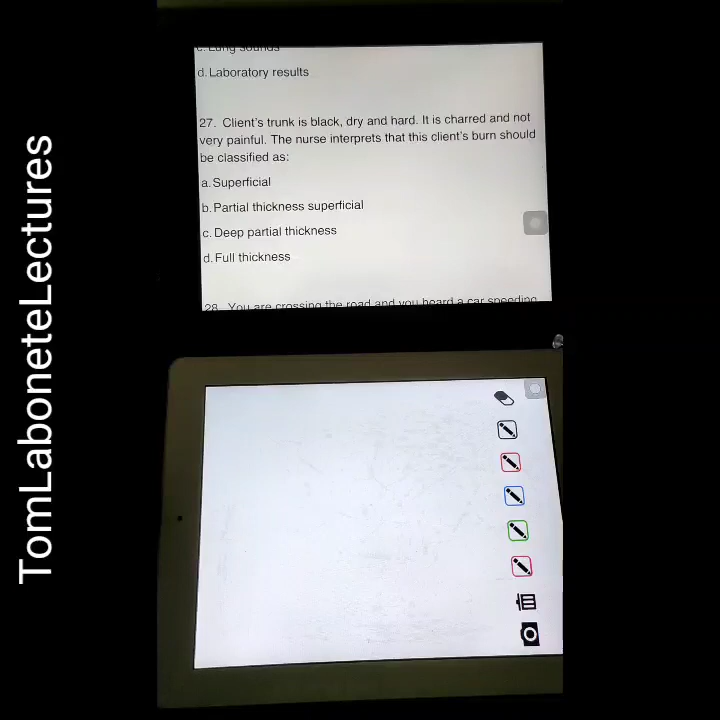 TomLaboneteLectures
c. Lung sounds
d. Laboratory results
27. Client's trunk is black, dry and hard. It is charred and not
very painful. The nurse interprets that this client's burn should
be classified as:
a. Superficial
b. Partial thickness superficial
c. Deep partial thickness
d. Full thickness
28. You are crossing the road and you heard a car speeding